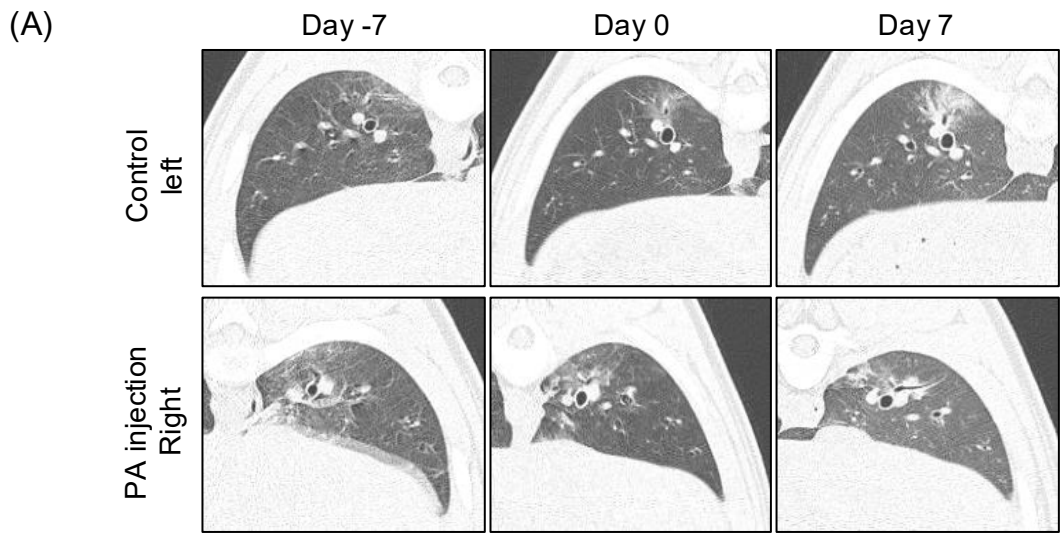 (A)
Day -7
Day 0
Day 7
Control
left
PA injection
Right